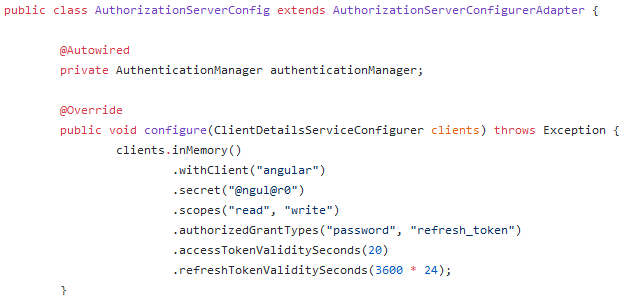 public class AuthorizationServerConfig extends AuthorizationServerConfigurerAdapter {
@Autowired
private AuthenticationManager authenticationManager;
@Override
public void configure(ClientDetailsServiceConfigurer clients) throws Exception {
clients.inMemory()
.withClient("angular")
.secret("@ngul@r0")
.scopes("read", "write")
.authorizedGrantTypes("password", "refresh_token")
.accessTokenValiditySeconds(20)
.refreshTokenValiditySeconds(3600 * 24);
}